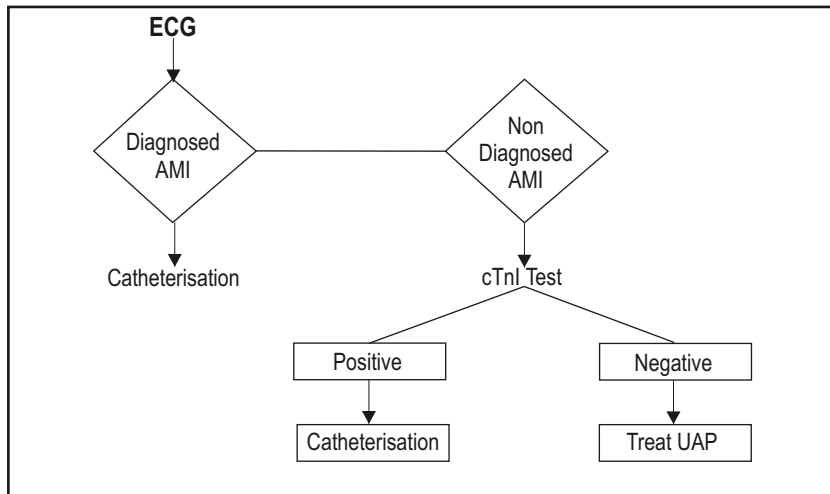 ECG
Diagnosed
AMI
Non
Diagnosed
AMI
Catheterisation
cTnI Test
Positive
Negative
Catheterisation
Treat UAP